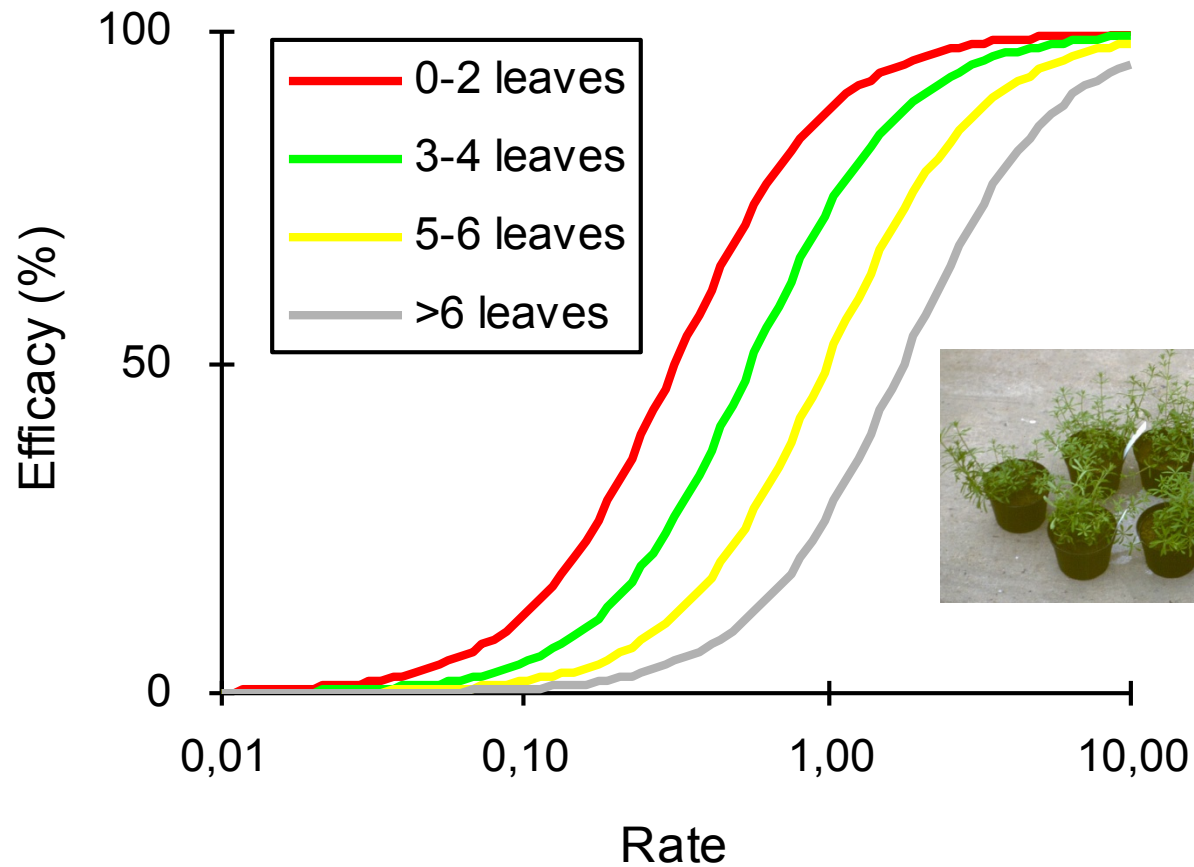 100
0-2 leaves
3-4 leaves
5-6 leaves
>6 leaves
Efficacy (%)
50
0
0,01 0,10 1,00 10,00
Rate